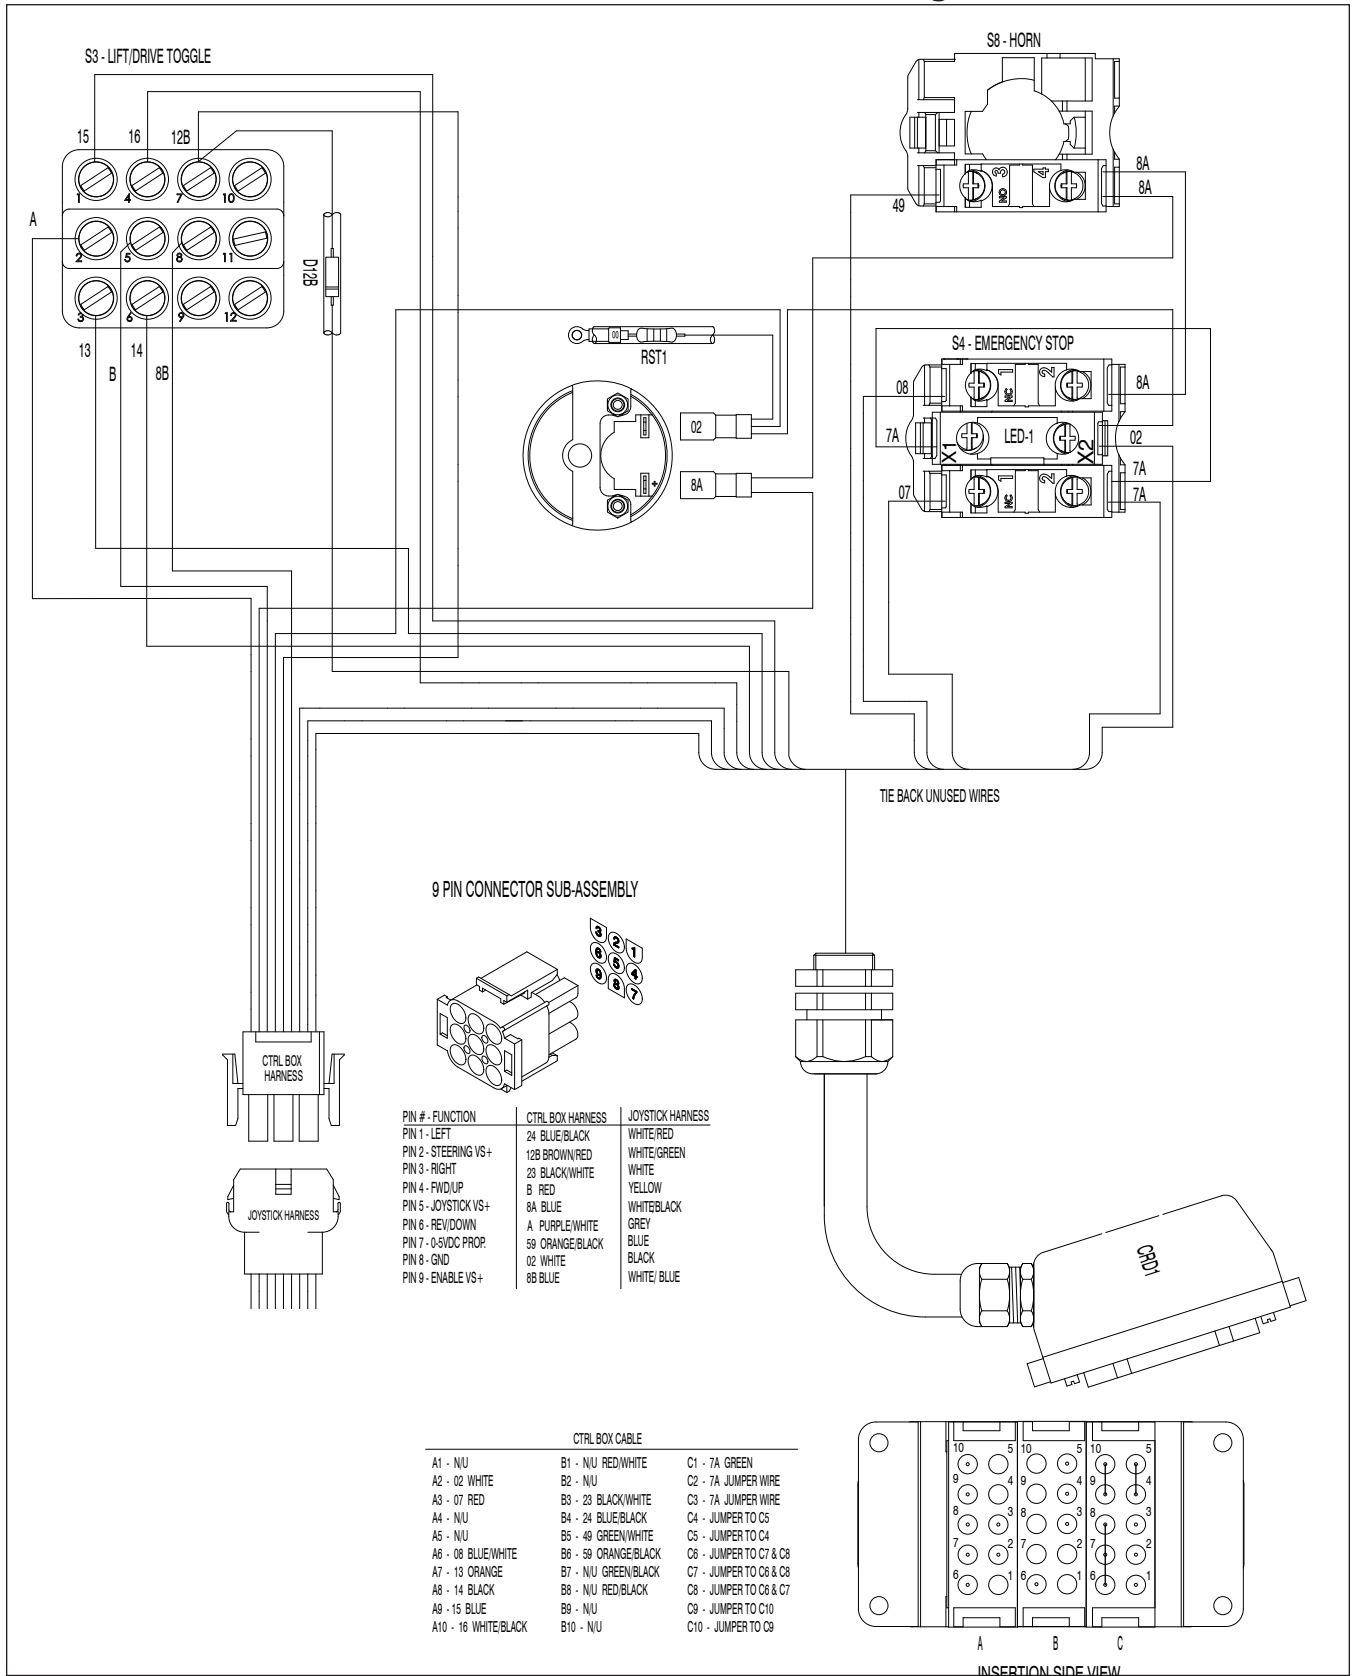 S3 - LIFT/DRIVE TOGGLE
S8 - HORN
15 16 12B
1 4 7 10
A
2 5 8 11
3 6 9 12
13 14
B 8B
D12B
8A
8A
49
3 NO 4
00
RST1
02
8A
+
S4 - EMERGENCY STOP
08
1 NC 2
8A
7A
X1 LED-1 X2
02
7A
07
1 NC 2
7A
TIE BACK UNUSED WIRES
9 PIN CONNECTOR SUB-ASSEMBLY
3 2 1
6 5 4
9 8 7
CTRL BOX
HARNESS
JOYSTICK HARNESS
PIN # - FUNCTION CTRL BOX HARNESS JOYSTICK HARNESS
PIN 1 - LEFT 24 BLUE/BLACK WHITE/RED
PIN 2 - STEERING VS+ 12B BROWN/RED WHITE/GREEN
PIN 3 - RIGHT 23 BLACK/WHITE WHITE
PIN 4 - FWD/UP B RED YELLOW
PIN 5 - JOYSTICK VS+ 8A BLUE WHITE/BLACK
PIN 6 - REV/DOWN A PURPLE/WHITE GREY
PIN 7 - 0-5VDC PROP. 59 ORANGE/BLACK BLUE
PIN 8 - GND 02 WHITE BLACK
PIN 9 - ENABLE VS+ 8B BLUE WHITE/ BLUE
CRD1
CTRL BOX CABLE
A1 - N/U B1 - N/U RED/WHITE C1 - 7A GREEN
A2 - 02 WHITE B2 - N/U C2 - 7A JUMPER WIRE
A3 - 07 RED B3 - 23 BLACK/WHITE C3 - 7A JUMPER WIRE
A4 - N/U B4 - 24 BLUE/BLACK C4 - JUMPER TO C5
A5 - N/U B5 - 49 GREEN/WHITE C5 - JUMPER TO C4
A6 - 08 BLUE/WHITE B6 - 59 ORANGE/BLACK C6 - JUMPER TO C7 & C8
A7 - 13 ORANGE B7 - N/U GREEN/BLACK C7 - JUMPER TO C6 & C8
A8 - 14 BLACK B8 - N/U RED/BLACK C8 - JUMPER TO C6 & C7
A9 - 15 BLUE B9 - N/U C9 - JUMPER TO C10
A10 - 16 WHITE/BLACK B10 - N/U C10 - JUMPER TO C9
10 5 10 5 10 5
9 4 9 4 9 4
8 3 8 3 8 3
7 2 7 2 7 2
6 1 6 1 6 1
A B C
INSERTION SIDE VIEW